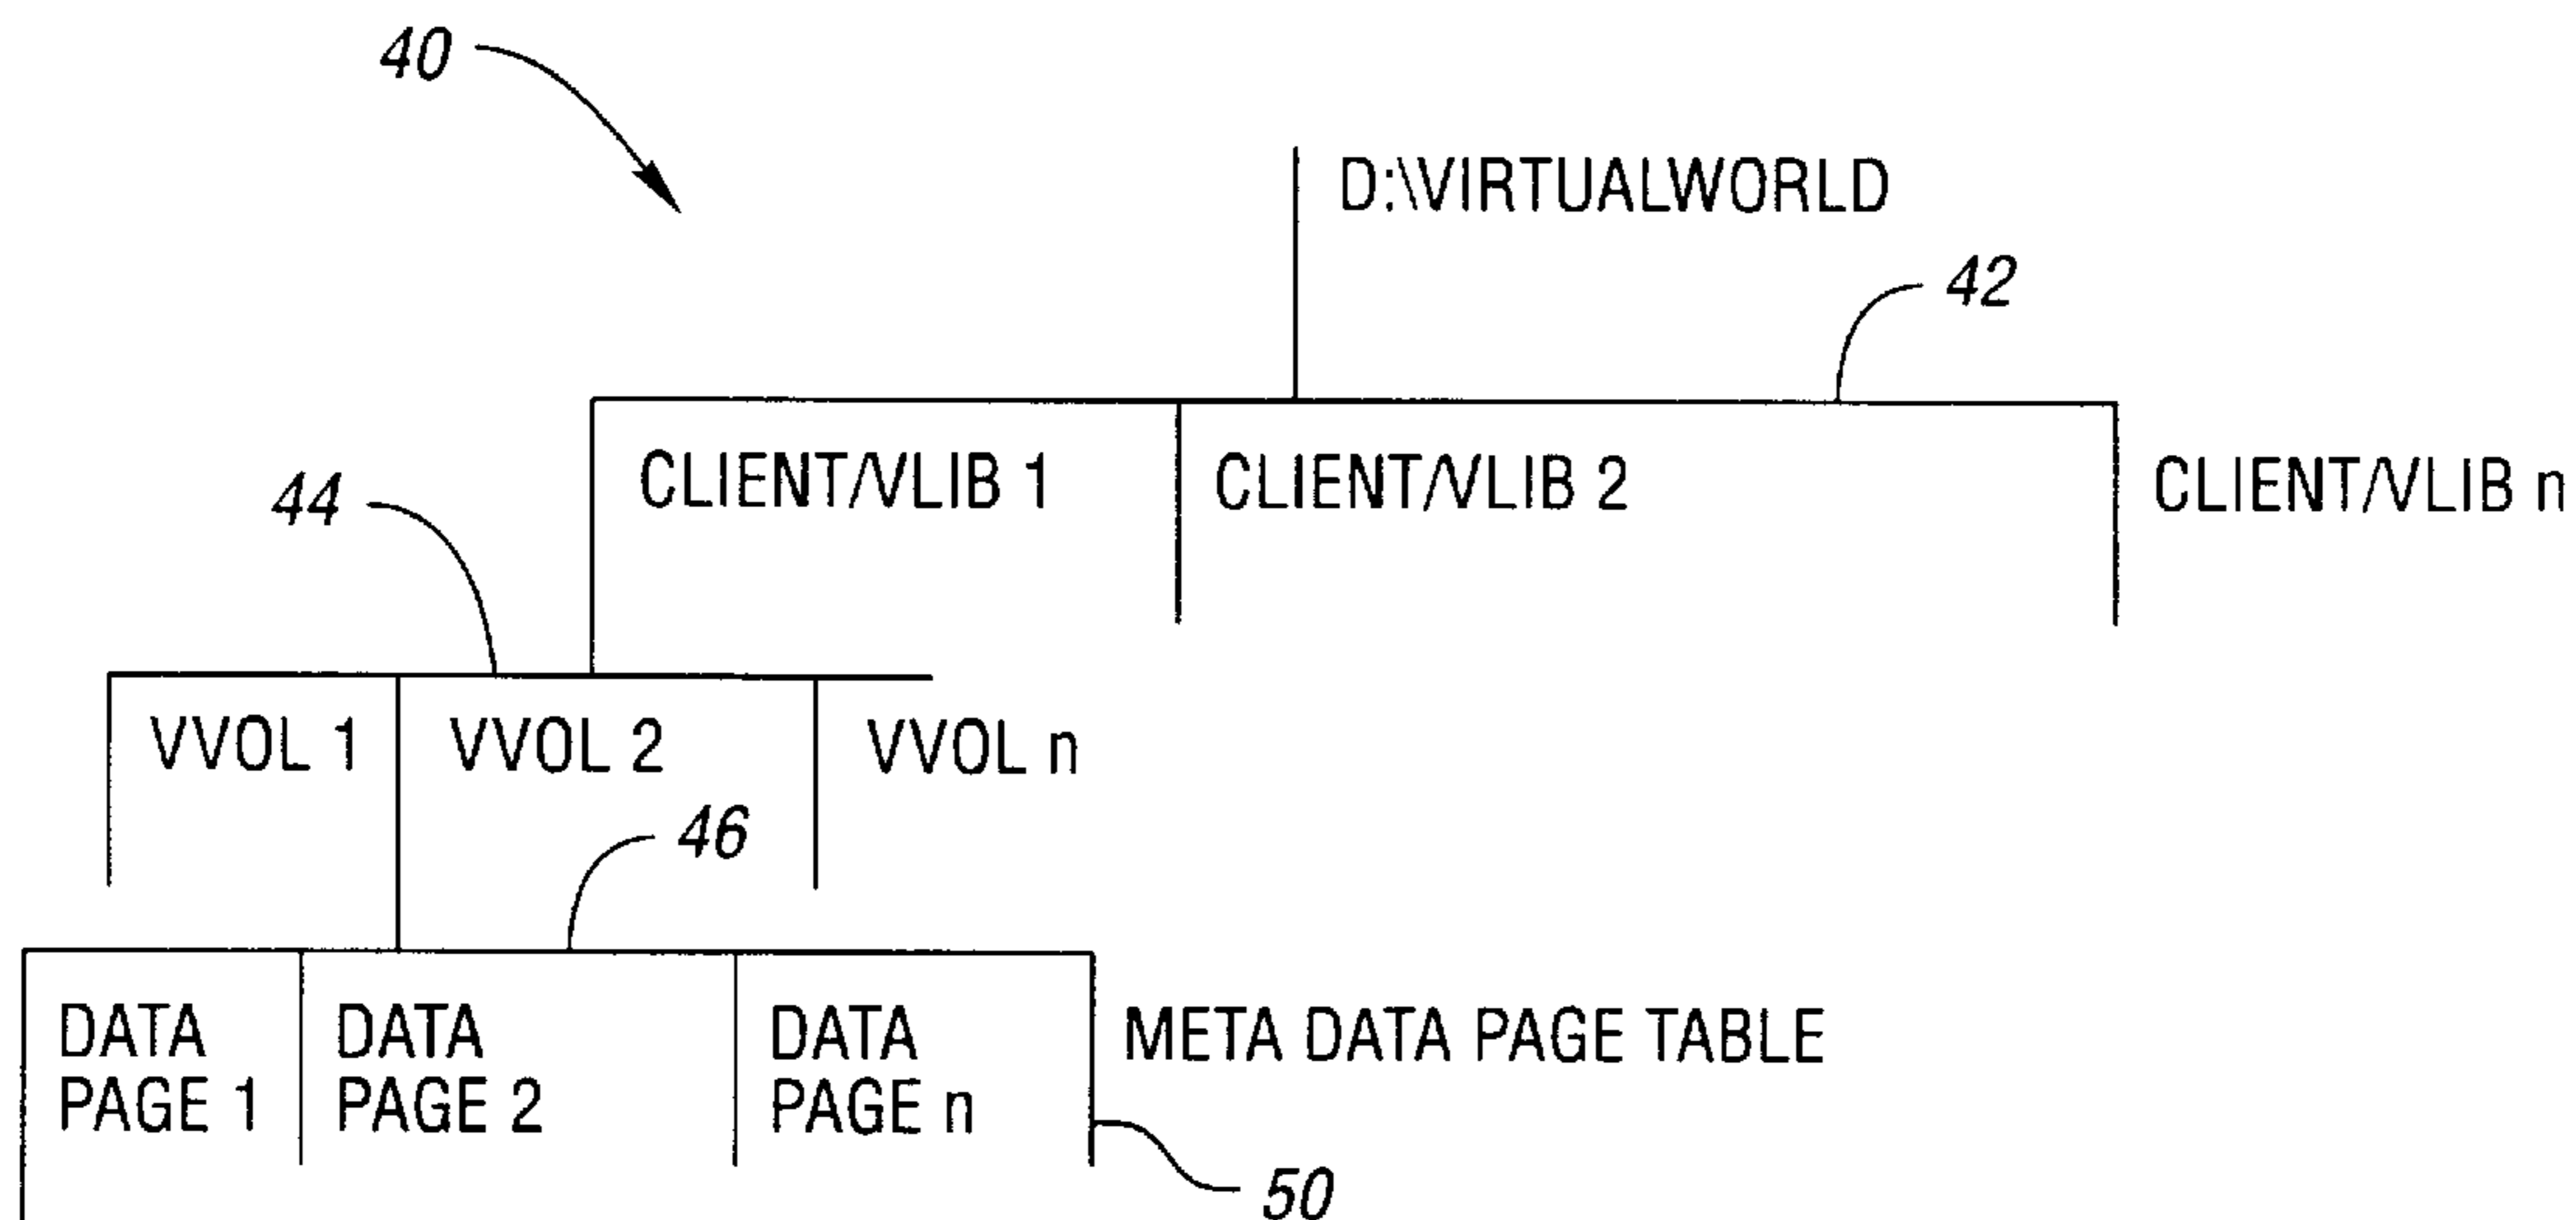 40
D:\VIRTUALWORLD
42
CLIENT/VLIB 1
CLIENT/VLIB 2
CLIENT/VLIB n
44
VVOL 1
VVOL 2
VVOL n
46
DATA
PAGE 1
DATA
PAGE 2
DATA
PAGE n
META DATA PAGE TABLE
50